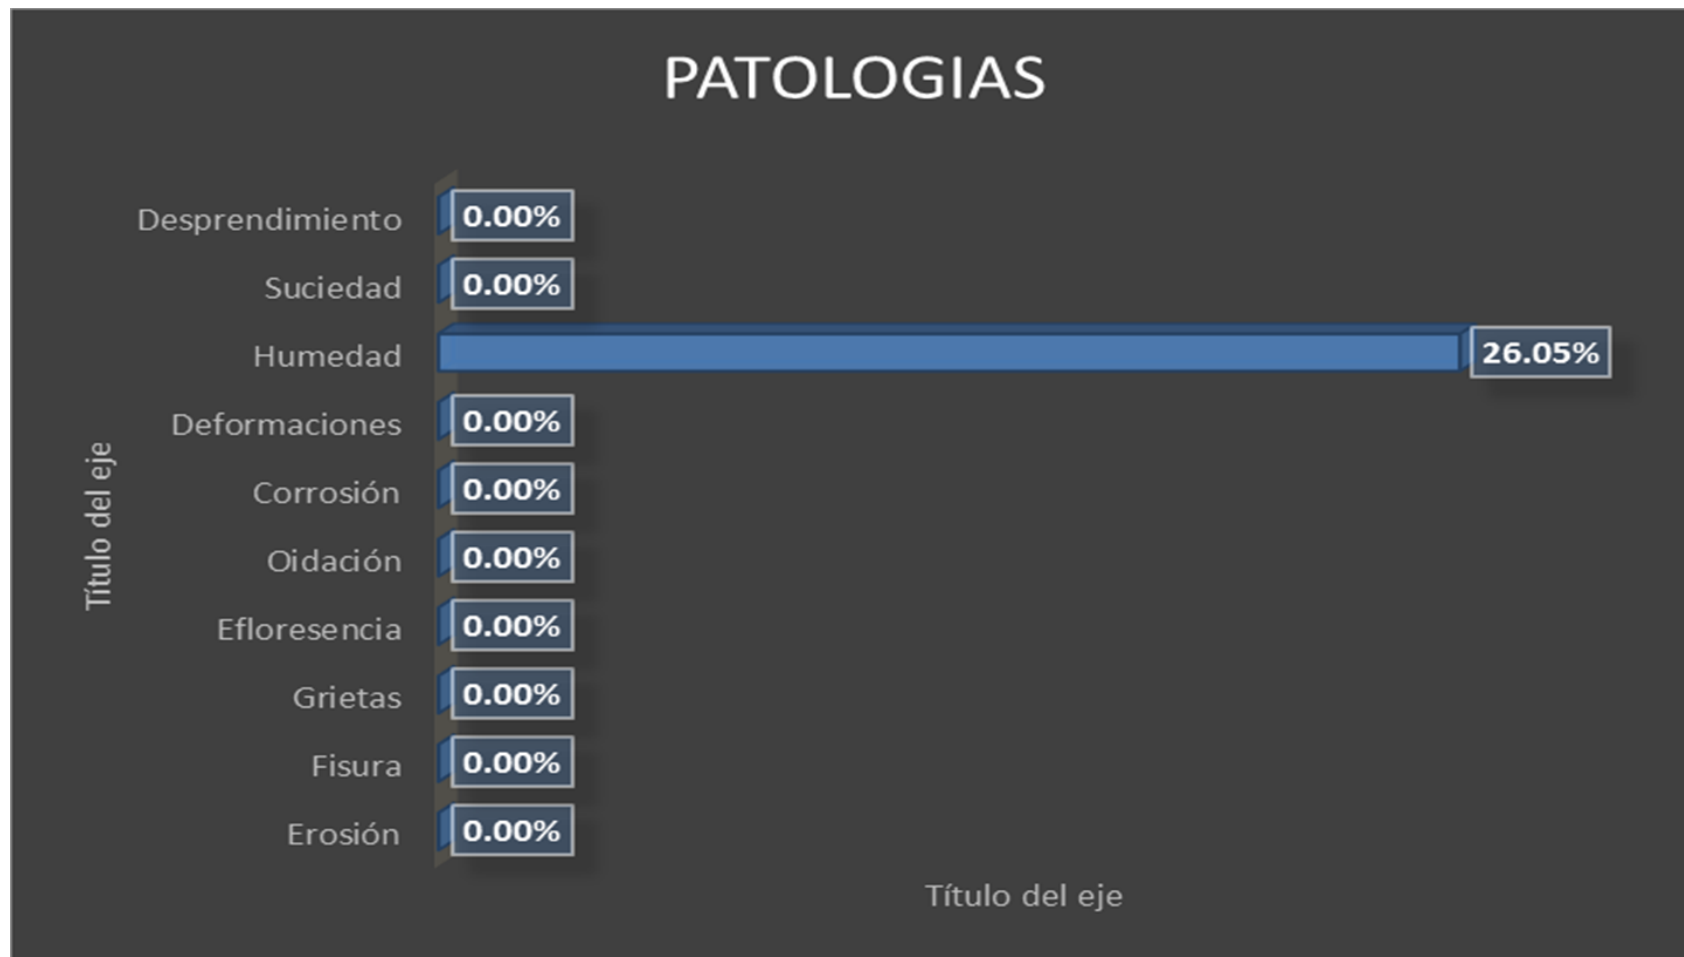 PATOLOGIAS
Desprendimiento 0.00%
Suciedad 0.00%
Humedad 26.05%
Deformaciones 0.00%
Corrosión 0.00%
Oidación 0.00%
Efloresencia 0.00%
Grietas 0.00%
Fisura 0.00%
Erosión 0.00%
Título del eje
Título del eje